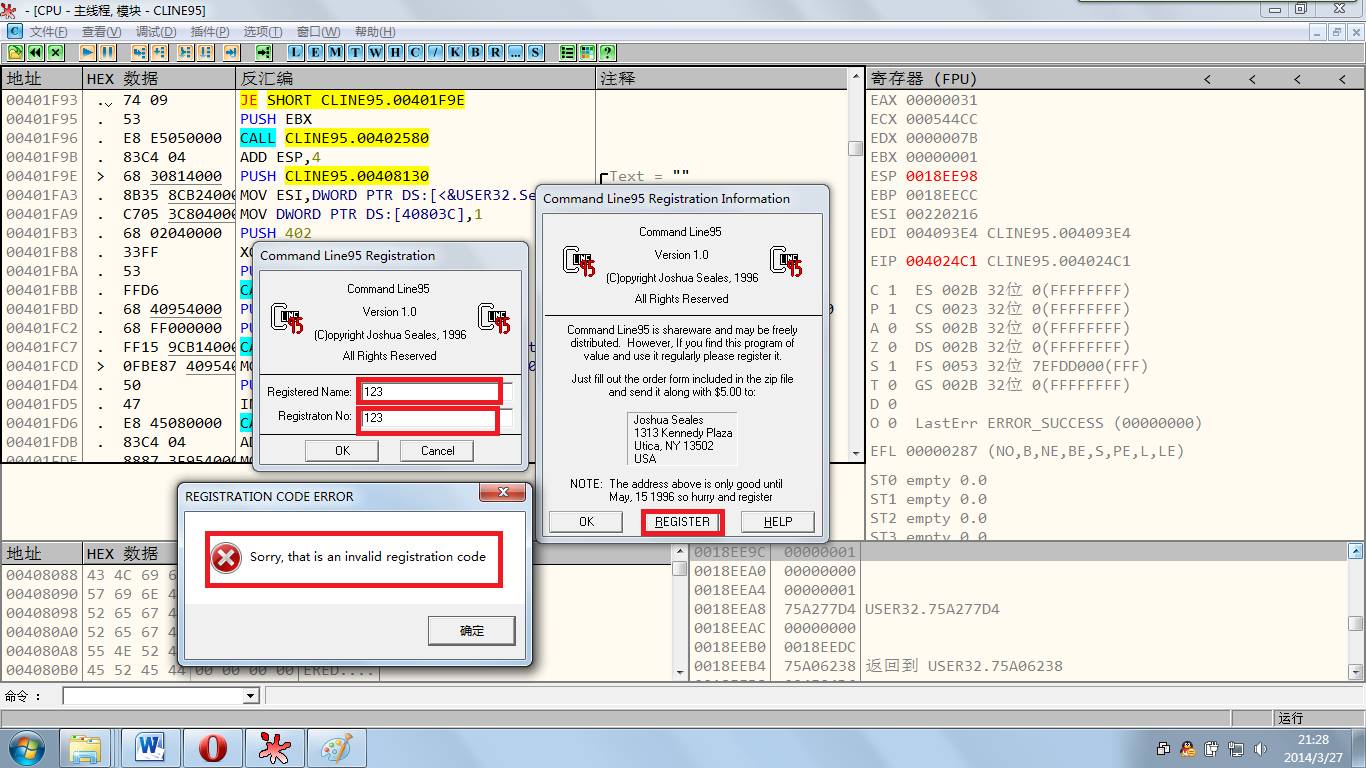 - [CPU - 主线程, 模块 - CLINE95]
C 文件(F) 查看(V) 调试(D) 插件(P) 选项(T) 窗口(W) 帮助(H)
L E M T W H C / K B R ... S ?
地址 HEX 数据 反汇编 注释
00401F93 .⌄ 74 09 JE SHORT CLINE95.00401F9E
00401F95 . 53 PUSH EBX
00401F96 . E8 E5050000 CALL CLINE95.00402580
00401F9B . 83C4 04 ADD ESP,4
00401F9E > 68 30814000 PUSH CLINE95.00408130 Text = ""
00401FA3 . 8B35 8CB24000 MOV ESI,DWORD PTR DS:[<&USER32.Se
00401FA9 . C705 3C804000 MOV DWORD PTR DS:[40803C],1
00401FB3 . 68 02040000 PUSH 402
00401FB8 . 33FF
00401FBA . 53
00401FBB . FFD6
00401FBD . 68 40954000
00401FC2 . 68 FF000000
00401FC7 . FF15 9CB14000
00401FCD > 0FBE87 409540
00401FD4 . 50
00401FD5 . 47
00401FD6 . E8 45080000
00401FDB . 83C4 04
寄存器 (FPU) < < < <
EAX 00000031
ECX 000544CC
EDX 0000007B
EBX 00000001
ESP 0018EE98
EBP 0018EECC
ESI 00220216
EDI 004093E4 CLINE95.004093E4
EIP 004024C1 CLINE95.004024C1
C 1 ES 002B 32位 0(FFFFFFFF)
P 1 CS 0023 32位 0(FFFFFFFF)
A 0 SS 002B 32位 0(FFFFFFFF)
Z 0 DS 002B 32位 0(FFFFFFFF)
S 1 FS 0053 32位 7EFDD000(FFF)
T 0 GS 002B 32位 0(FFFFFFFF)
D 0
O 0 LastErr ERROR_SUCCESS (00000000)
EFL 00000287 (NO,B,NE,BE,S,PE,L,LE)
ST0 empty 0.0
ST1 empty 0.0
ST2 empty 0.0
ST3 empty 0.0
Command Line95 Registration
Command Line95
Version 1.0
(C)opyright Joshua Seales, 1996
All Rights Reserved
Registered Name: 123
Registraton No: 123
OK Cancel
Command Line95 Registration Information
Command Line95
Version 1.0
(C)opyright Joshua Seales, 1996
All Rights Reserved
Command Line95 is shareware and may be freely
distributed. However, If you find this program of
value and use it regularly please register it.
Just fill out the order form included in the zip file
and send it along with $5.00 to:
Joshua Seales
1313 Kennedy Plaza
Utica, NY 13502
USA
NOTE: The address above is only good until
May, 15 1996 so hurry and register
OK REGISTER HELP
REGISTRATION CODE ERROR
Sorry, that is an invalid registration code
确定
地址 HEX 数据
00408088 43 4C 69 6
00408090 57 69 6E 4
00408098 52 65 67 4
004080A0 52 65 67 4
004080A8 55 4E 52 4
004080B0 45 52 45 44 00 00 00 00 ERED....
0018EE9C 00000001
0018EEA0 00000000
0018EEA4 00000001
0018EEA8 75A277D4 USER32.75A277D4
0018EEAC 00000000
0018EEB0 0018EEDC
0018EEB4 75A06238 返回到 USER32.75A06238
命令 :
运行
21:28
2014/3/27